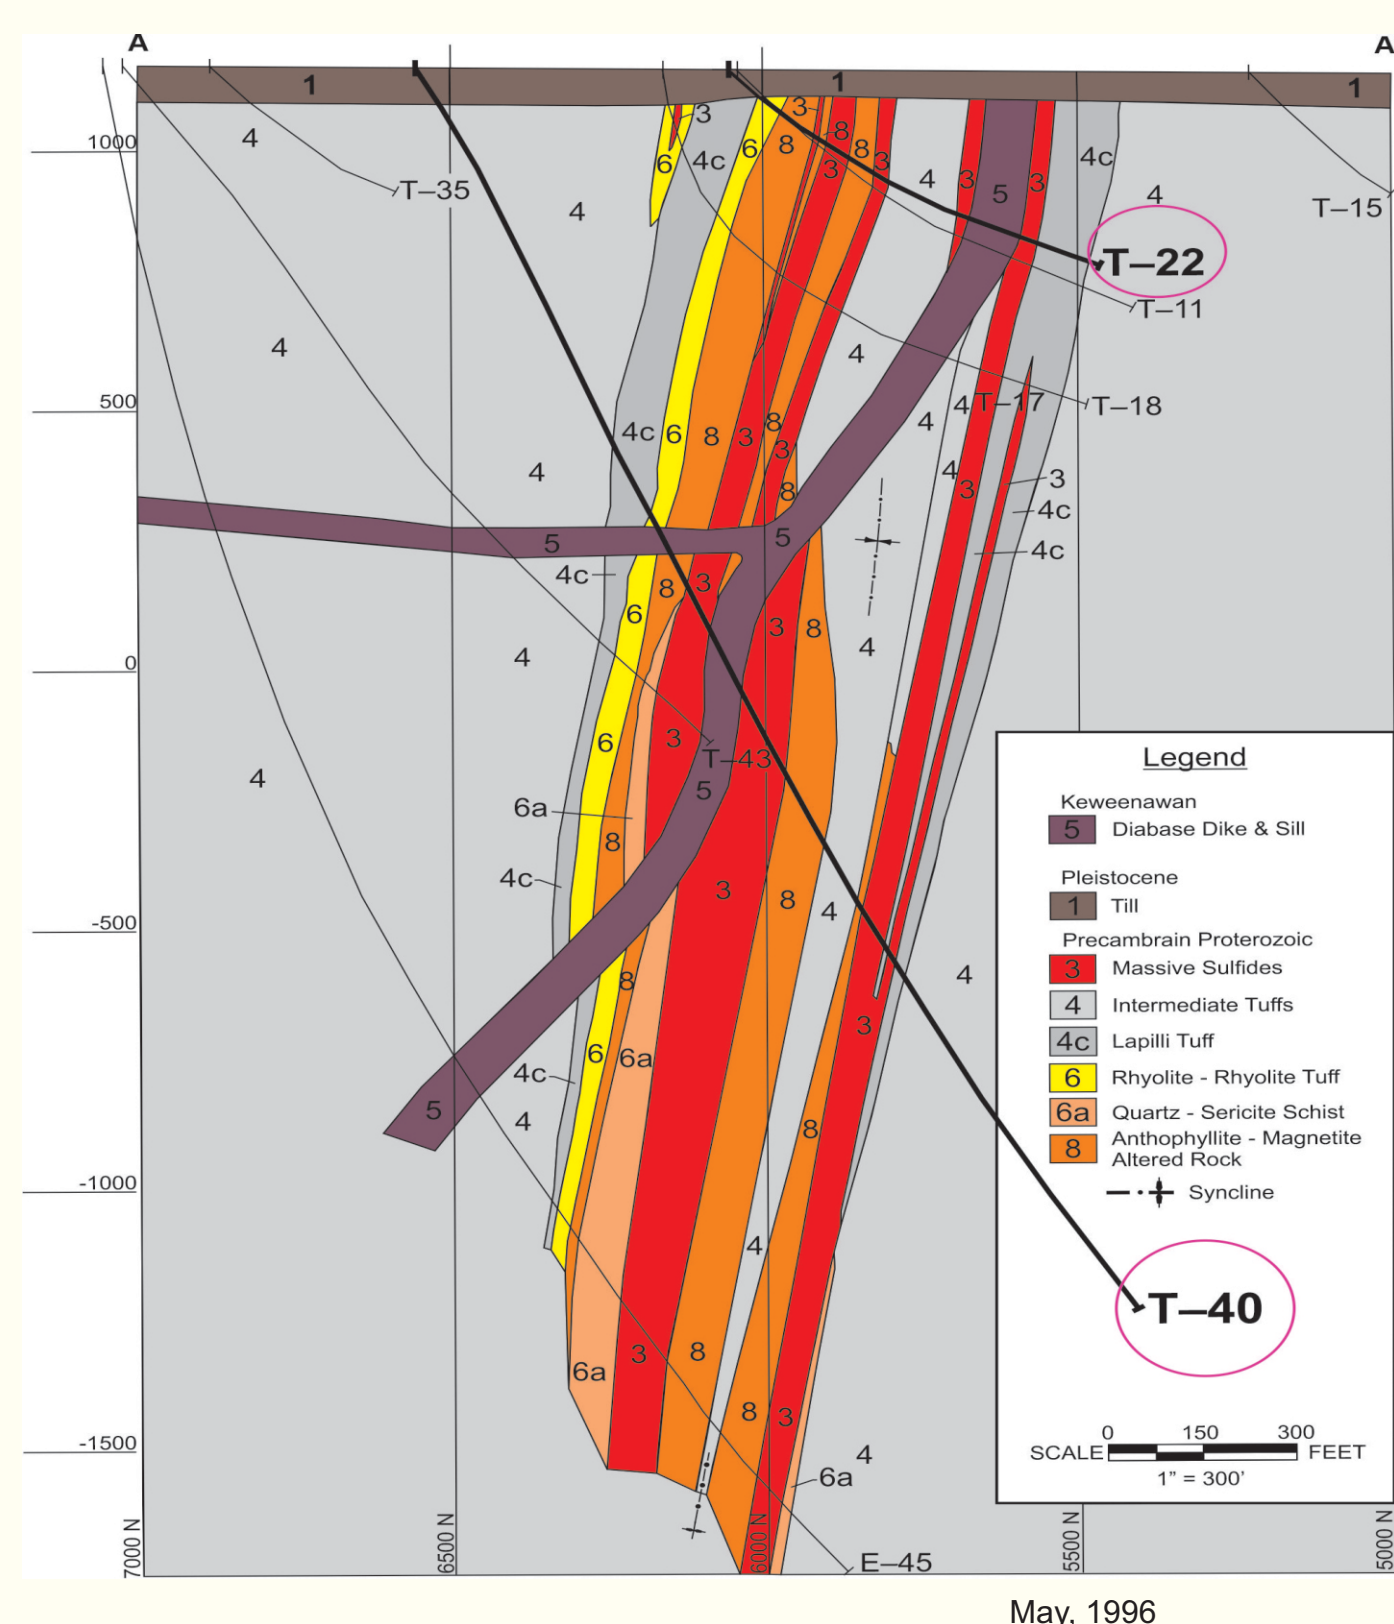 A A
1 1 1
3 3
4 8
1000 6 4c 6 8 8 3 4c
3 3 3
T–35 4 5 4
T–15
4
T–22
T–11
4 4
500 4 T–17 T–18
4c 6 8 3 8 4
3
4 4 3
8 3
4c
5 5
4c
4c 8 3
6 3 8
4 4
0
6 3
T–43
4 5
6a
8
4c 3 8 4
-500
4
8
3
6 6a
4c
5 4 8
-1000
4
3 8
6a
8 3
-1500 4
6a
7000 N 6500 N 6000 N 5500 N 5000 N
E–45
Legend
Keweenawan
5 Diabase Dike & Sill
Pleistocene
1 Till
Precambrain Proterozoic
3 Massive Sulfides
4 Intermediate Tuffs
4c Lapilli Tuff
6 Rhyolite - Rhyolite Tuff
6a Quartz - Sericite Schist
8 Anthophyllite - Magnetite
Altered Rock
Syncline
T–40
0 150 300
SCALE FEET
1" = 300'
May, 1996